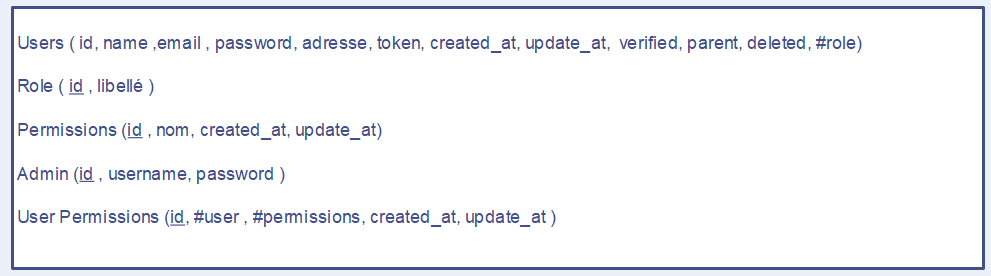 Users ( id, name ,email , password, adresse, token, created_at, update_at, verified, parent, deleted, #role)
Role ( id , libellé )
Permissions (id , nom, created_at, update_at)
Admin (id , username, password )
User Permissions (id, #user , #permissions, created_at, update_at )